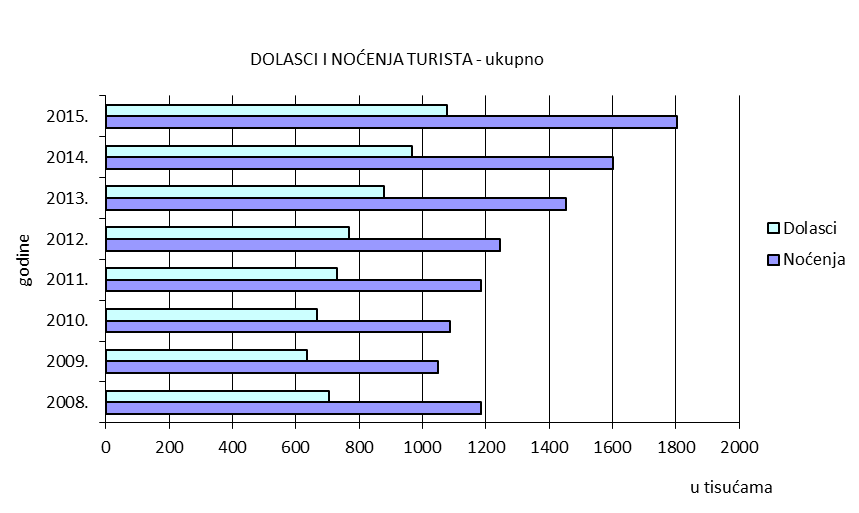 DOLASCI I NOĆENJA TURISTA - ukupno
godine
2015.
2014.
2013.
2012.
2011.
2010.
2009.
2008.
0 200 400 600 800 1000 1200 1400 1600 1800 2000
u tisućama
Dolasci
Noćenja